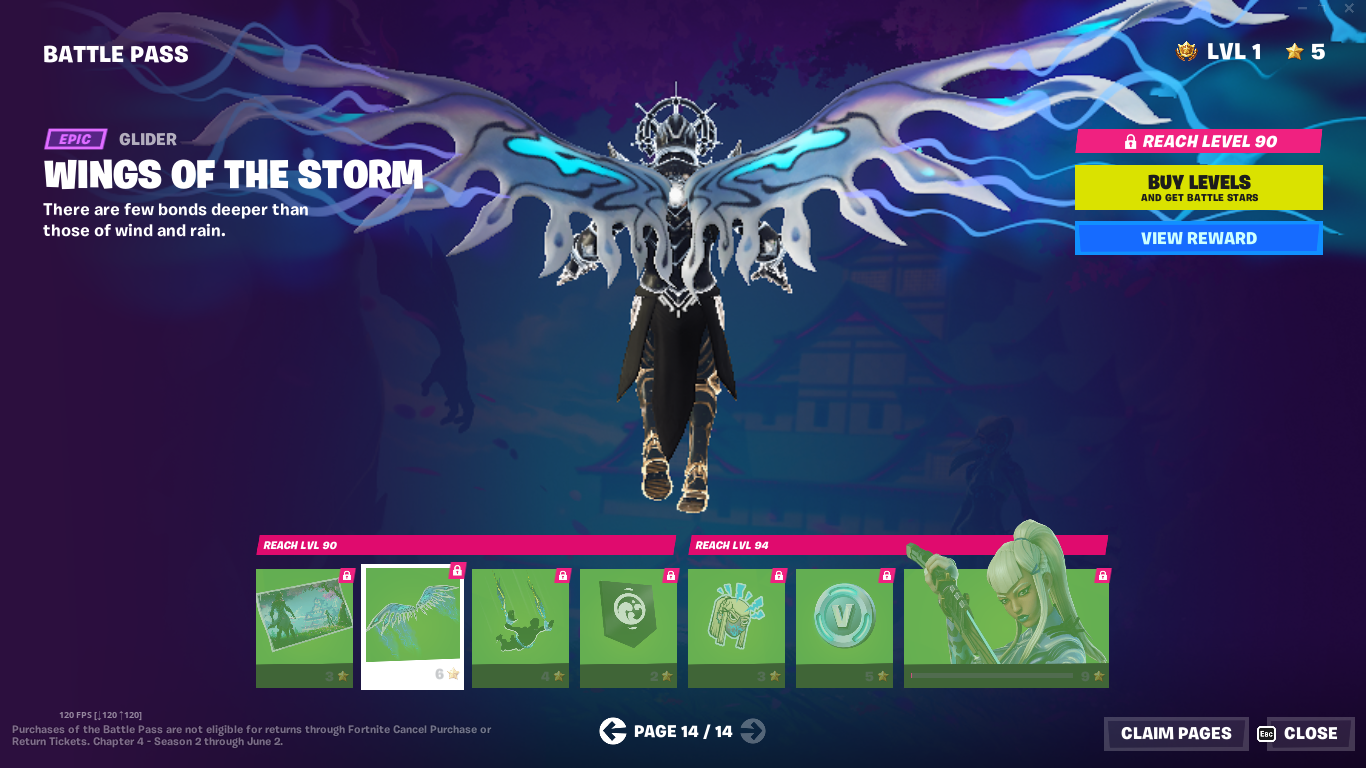 BATTLE PASS
LVL 1
5
EPIC GLIDER
WINGS OF THE STORM
There are few bonds deeper than
those of wind and rain.
REACH LEVEL 90
BUY LEVELS
AND GET BATTLE STARS
VIEW REWARD
REACH LVL 90
REACH LVL 94
3
6
4
2
3
V
5
9
120 FPS [↓120 ↑120]
Purchases of the Battle Pass are not eligible for returns through Fortnite Cancel Purchase or
Return Tickets. Chapter 4 - Season 2 through June 2.
PAGE 14 / 14
CLAIM PAGES
ESC CLOSE